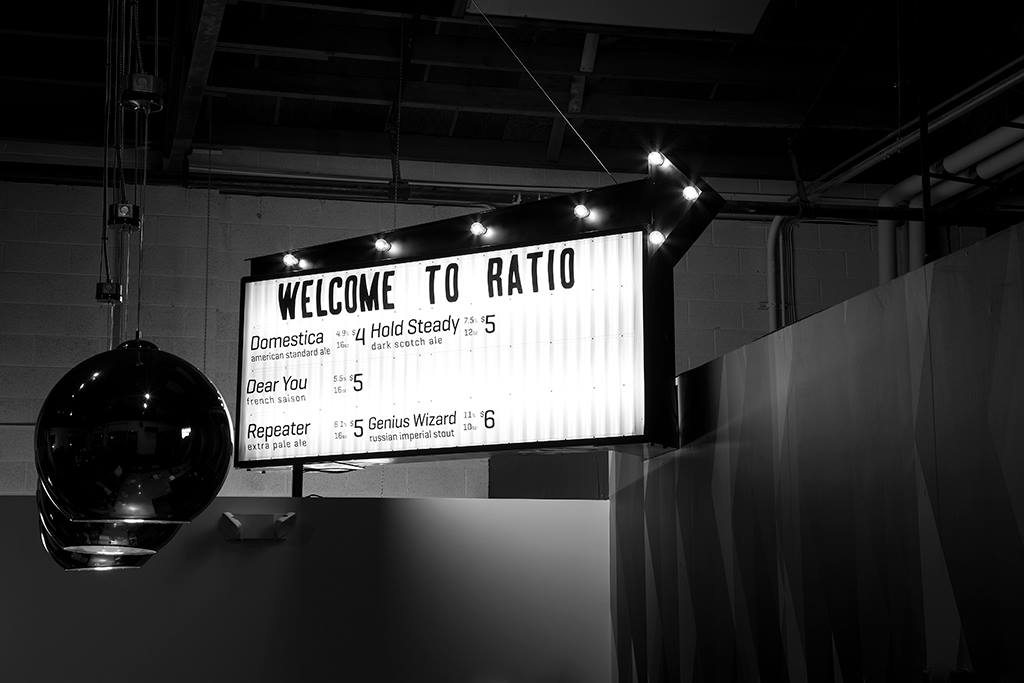 WELCOME TO RATIO
Domestica 4.9% 16oz $4
american standard ale
Hold Steady 7.5% 12oz $5
dark scotch ale
Dear You 5.5% 16oz $5
french saison
Repeater 16oz $5
extra pale ale
Genius Wizard 11% 10oz $6
russian imperial stout